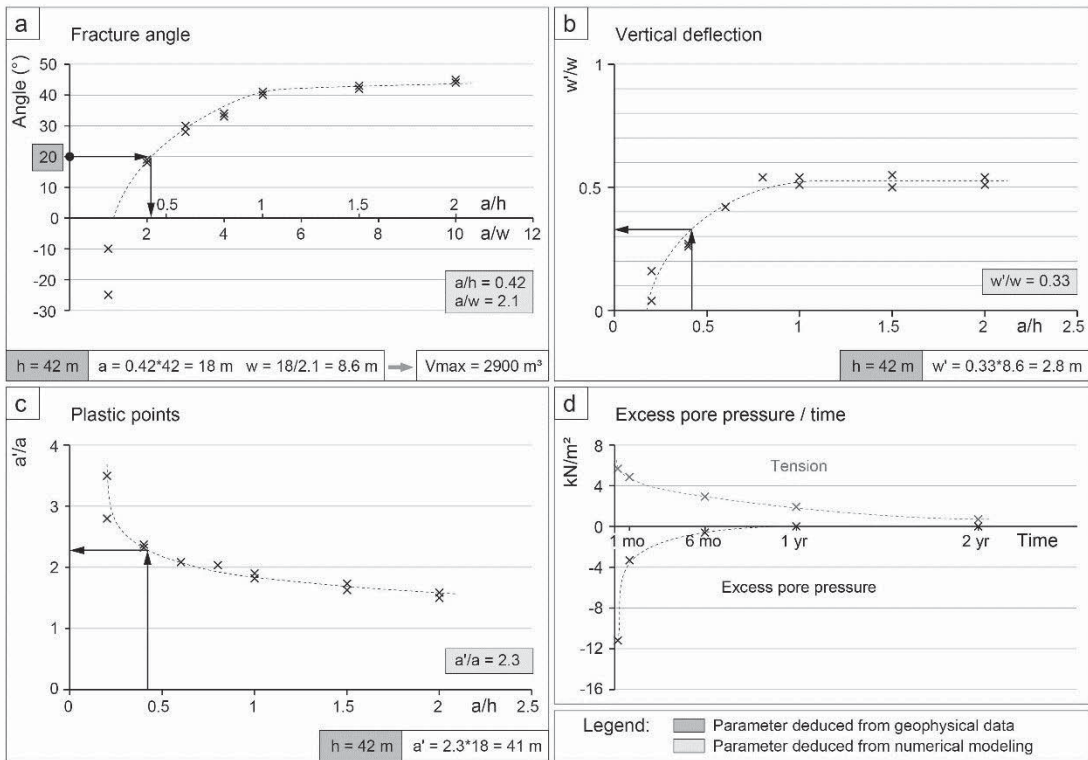 a
Fracture angle
Angle (°)
50
40
30
20
10
0
-10
-20
-30
0.5
1
1.5
2
a/h
2
4
6
8
10
12
a/w
a/h = 0.42
a/w = 2.1
h = 42 m
a = 0.42*42 = 18 m w = 18/2.1 = 8.6 m
Vmax = 2900 m³
b
Vertical deflection
w'/w
1
0.5
0
0
0.5
1
1.5
2
2.5
a/h
w'/w = 0.33
h = 42 m
w' = 0.33*8.6 = 2.8 m
c
Plastic points
a'/a
4
3
2
1
0
0
0.5
1
1.5
2
2.5
a/h
a'/a = 2.3
h = 42 m
a' = 2.3*18 = 41 m
d
Excess pore pressure / time
kN/m²
8
4
0
-4
-8
-12
-16
Tension
1 mo
6 mo
1 yr
2 yr
Time
Excess pore pressure
Legend:
Parameter deduced from geophysical data
Parameter deduced from numerical modeling